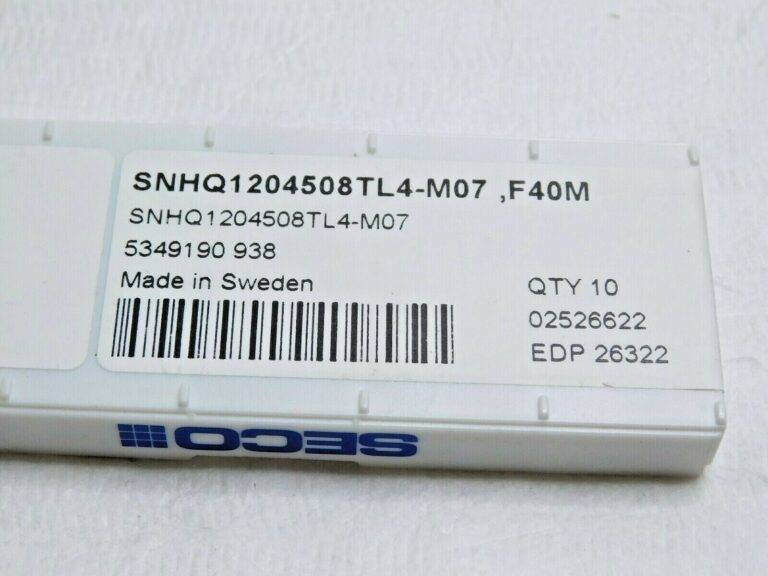 SNHQ1204508TL4-M07 ,F40M
SNHQ1204508TL4-M07
5349190 938
Made in Sweden
QTY 10
02526622
EDP 26322
SECO